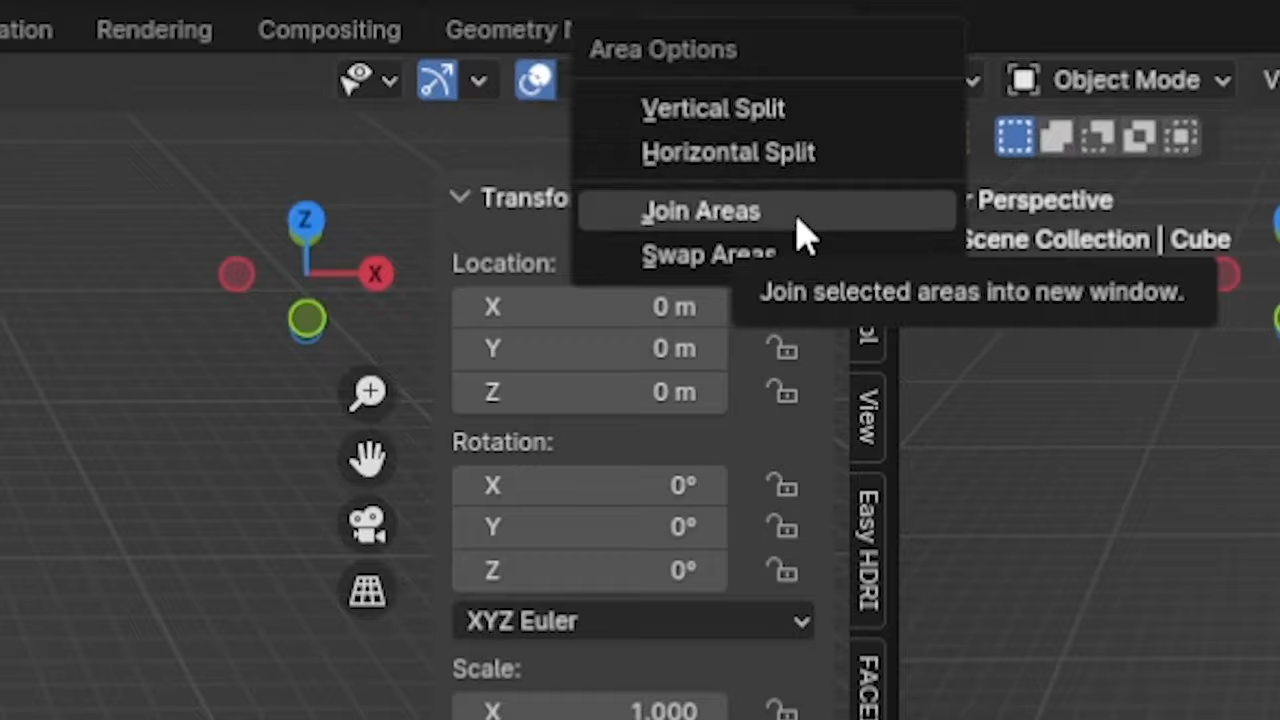 Rendering
Compositing
Geometry
Area Options
Vertical Split
Horizontal Split
Join Areas
Swap Areas
Join selected areas into new window.
Object Mode
Perspective
Scene Collection | Cube
Transfo
Location:
X 0 m
Y 0 m
Z 0 m
Rotation:
X 0°
Y 0°
Z 0°
XYZ Euler
Scale:
X 1.000
View
Easy HDRI
FACE
Z
X